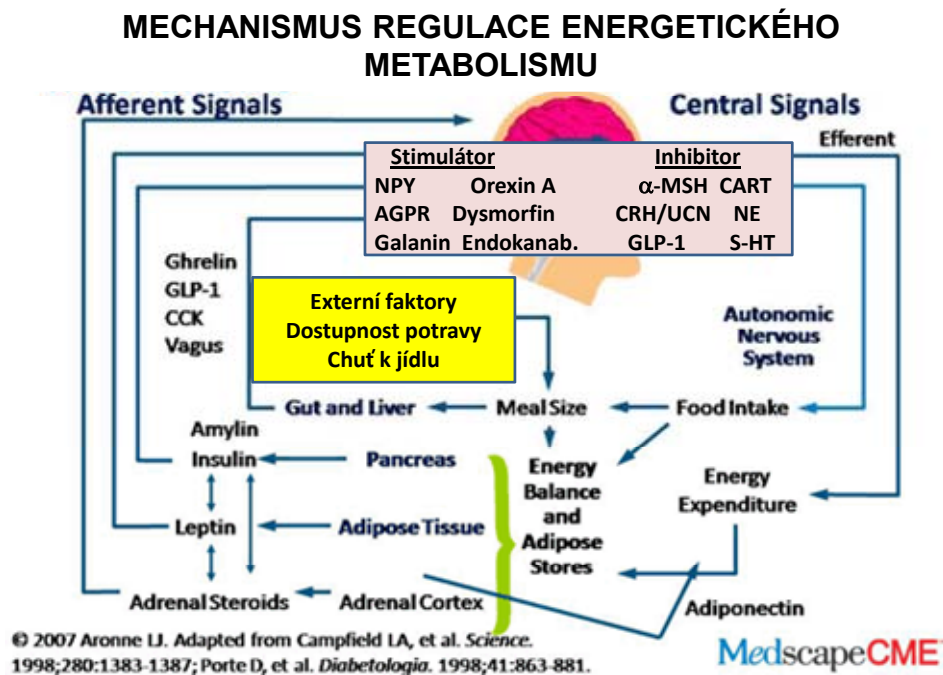 MECHANISMUS REGULACE ENERGETICKÉHO
METABOLISMU
Afferent Signals
Central Signals
Efferent
Stimulátor Inhibitor
NPY Orexin A α-MSH CART
AGPR Dysmorfin CRH/UCN NE
Galanin Endokanab. GLP-1 S-HT
Ghrelin
GLP-1
CCK
Vagus
Externí faktory
Dostupnost potravy
Chuť k jídlu
Autonomic
Nervous
System
Gut and Liver
Meal Size
Food Intake
Amylin
Insulin
Pancreas
Energy
Balance
and
Adipose
Stores
Energy
Expenditure
Leptin
Adipose Tissue
Adrenal Steroids
Adrenal Cortex
Adiponectin
© 2007 Aronne LJ. Adapted from Campfield LA, et al. Science.
1998;280:1383-1387; Porte D, et al. Diabetologia. 1998;41:863-881.
MedscapeCME